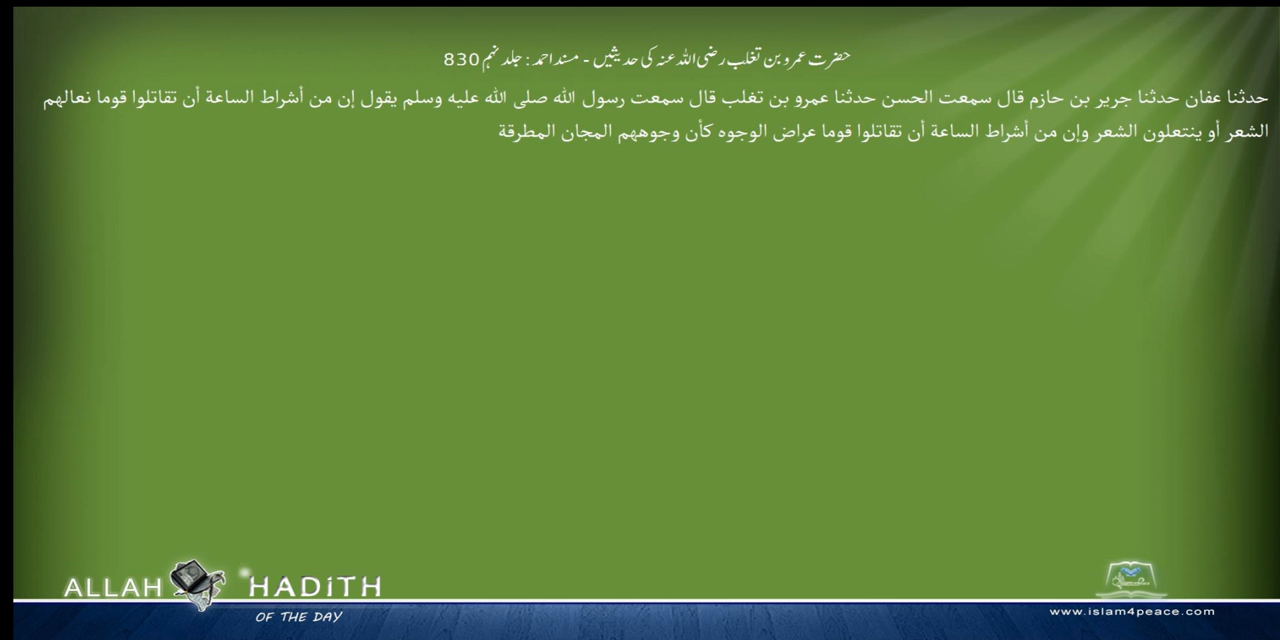 حضرت عمرو بن تغلب رضی اللہ عنہ کی حدیثیں - مسند احمد : جلد نہم 830
حدثنا عفان حدثنا جرير بن حازم قال سمعت الحسن حدثنا عمرو بن تغلب قال سمعت رسول الله صلى الله عليه وسلم يقول إن من أشراط الساعة أن تقاتلوا قوما نعالهم
الشعر أو ينتعلون الشعر وإن من أشراط الساعة أن تقاتلوا قوما عراض الوجوه كأن وجوههم المجان المطرقة
ALLAH HADITH
OF THE DAY
www.islam4peace.com